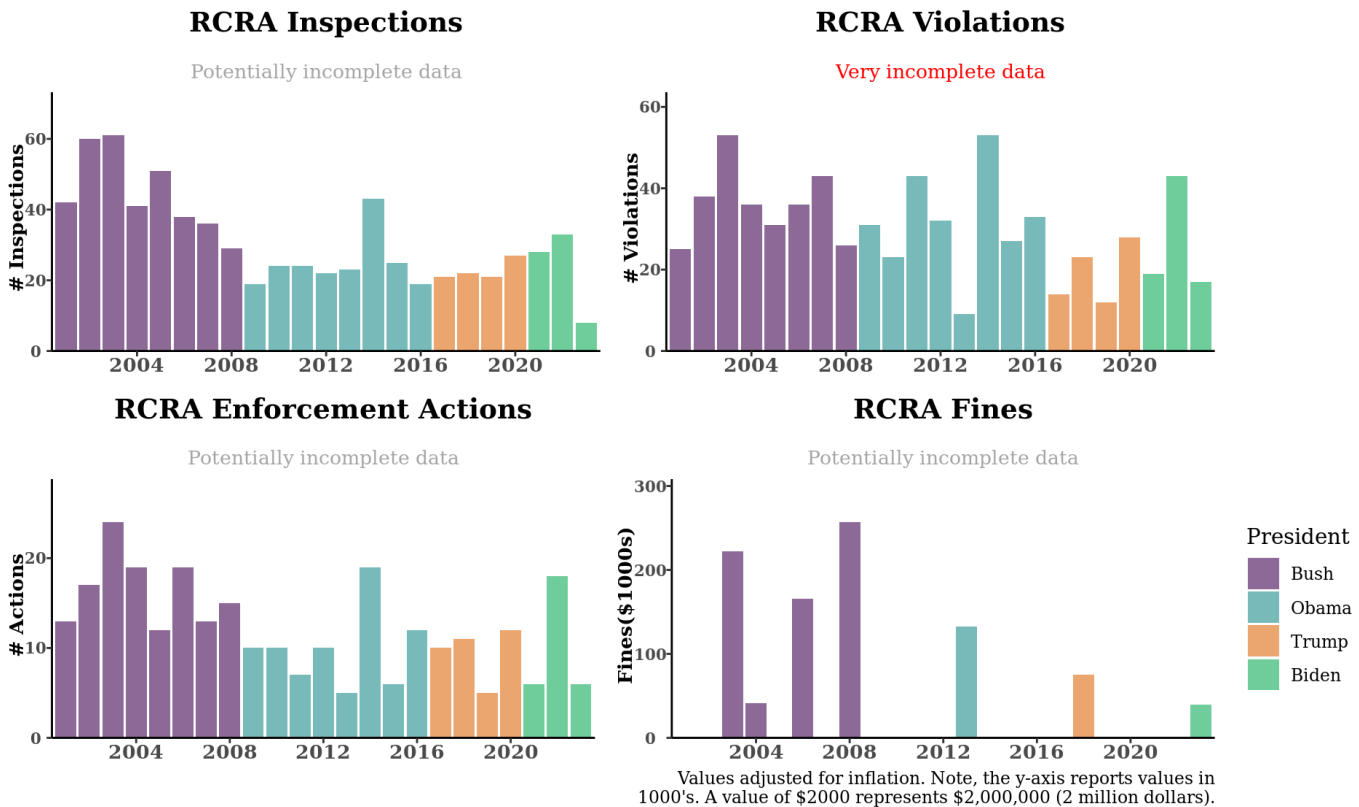 RCRA Inspections
Potentially incomplete data
# Inspections
60
40
20
0
2004
2008
2012
2016
2020
RCRA Violations
Very incomplete data
# Violations
60
40
20
0
2004
2008
2012
2016
2020
RCRA Enforcement Actions
Potentially incomplete data
# Actions
20
10
0
2004
2008
2012
2016
2020
RCRA Fines
Potentially incomplete data
Fines($1000s)
300
200
100
0
2004
2008
2012
2016
2020
President
Bush
Obama
Trump
Biden
Values adjusted for inflation. Note, the y-axis reports values in
1000's. A value of $2000 represents $2,000,000 (2 million dollars).